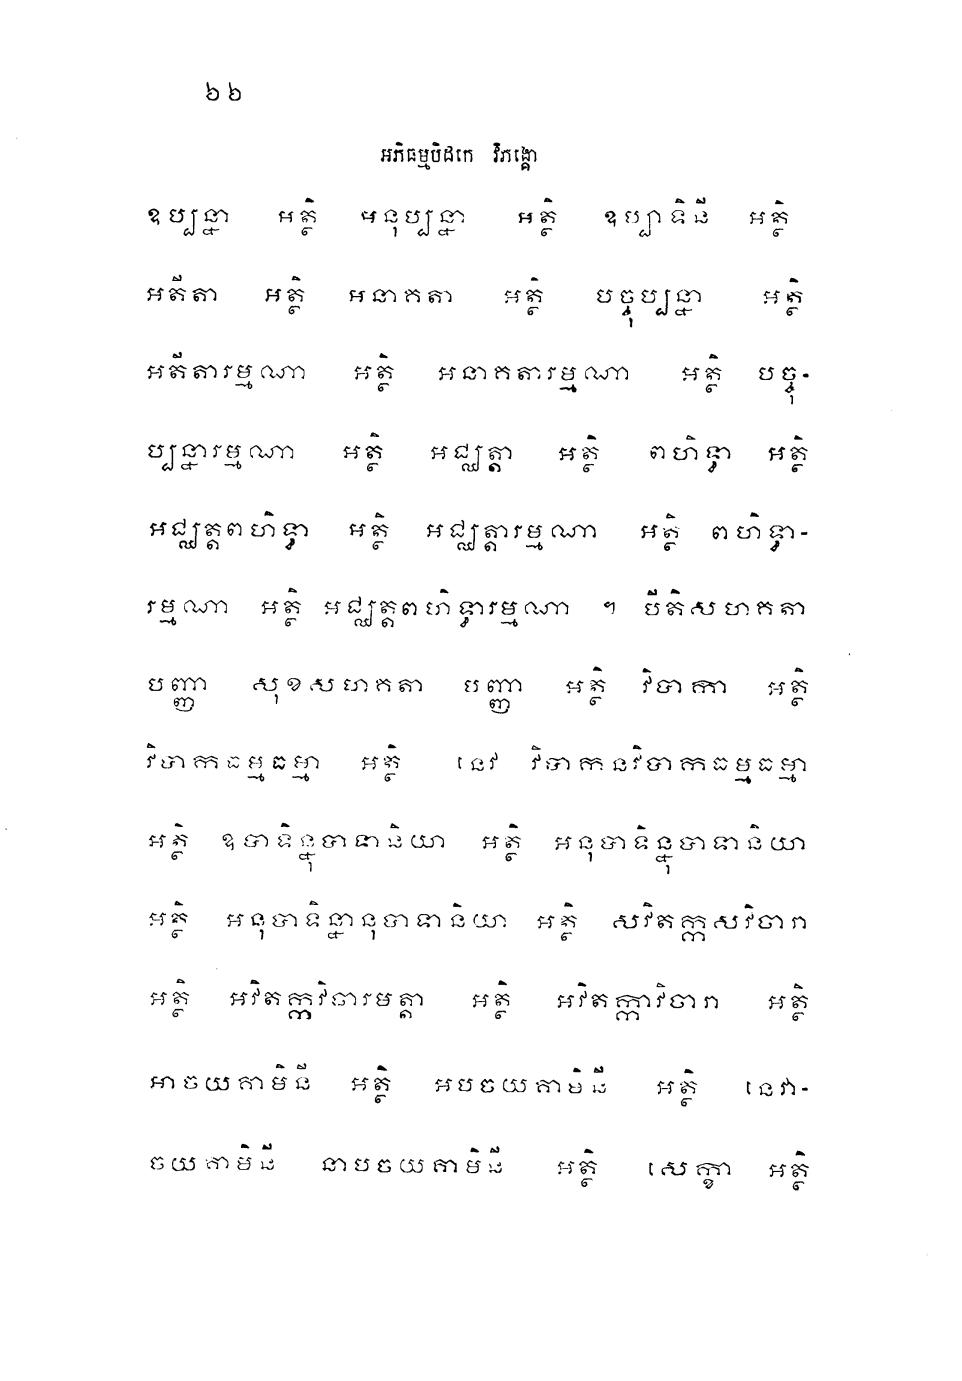 ៦៦
អភិធម្មបិដកេ វិភង្គោ
ឧប្បន្នា អត្ថិ អនុប្បន្នា អត្ថិ ឧប្បាទិនី អត្ថិ
អតីតា អត្ថិ អនាគតា អត្ថិ បច្ចុប្បន្នា អត្ថិ
អតីតារម្មណា អត្ថិ អនាគតារម្មណា អត្ថិ បច្ចុ-
ប្បន្នារម្មណា អត្ថិ អជ្ឈត្តា អត្ថិ ពហិទ្ធា អត្ថិ
អជ្ឈត្តពហិទ្ធា អត្ថិ អជ្ឈត្តារម្មណា អត្ថិ ពហិទ្ធា-
រម្មណា អត្ថិ អជ្ឈត្តពហិទ្ធារម្មណា ។ បីតិសហគតា
បញ្ញា សុខសហគតា បញ្ញា អត្ថិ វិបាកា អត្ថិ
វិបាកធម្មធម្មា អត្ថិ នេវ វិបាកនវិបាកធម្មធម្មា
អត្ថិ ឧបាទិន្នុបាទានិយា អត្ថិ អនុបាទិន្នុបាទានិយា
អត្ថិ អនុបាទិន្នានុបាទានិយា អត្ថិ សវិតក្កសវិចារា
អត្ថិ អវិតក្កវិចារមត្តា អត្ថិ អវិតក្កាវិចារា អត្ថិ
អាចយគាមិនី អត្ថិ អបចយគាមិនី អត្ថិ នេវា-
ចយគាមិនី នាបចយគាមិនី អត្ថិ សេក្ខា អត្ថិ